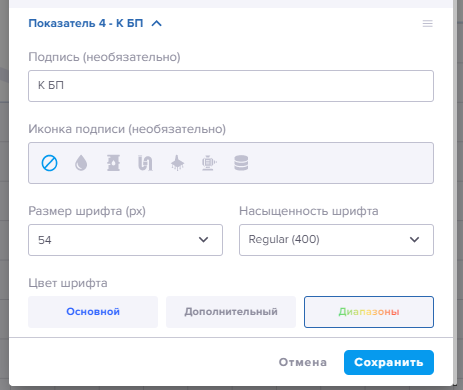 Показатель 4 - К БП
Подпись (необязательно)
К БП
Иконка подписи (необязательно)
Размер шрифта (px) Насыщенность шрифта
54 Regular (400)
Цвет шрифта
Основной Дополнительный Диапазоны
Отмена Сохранить